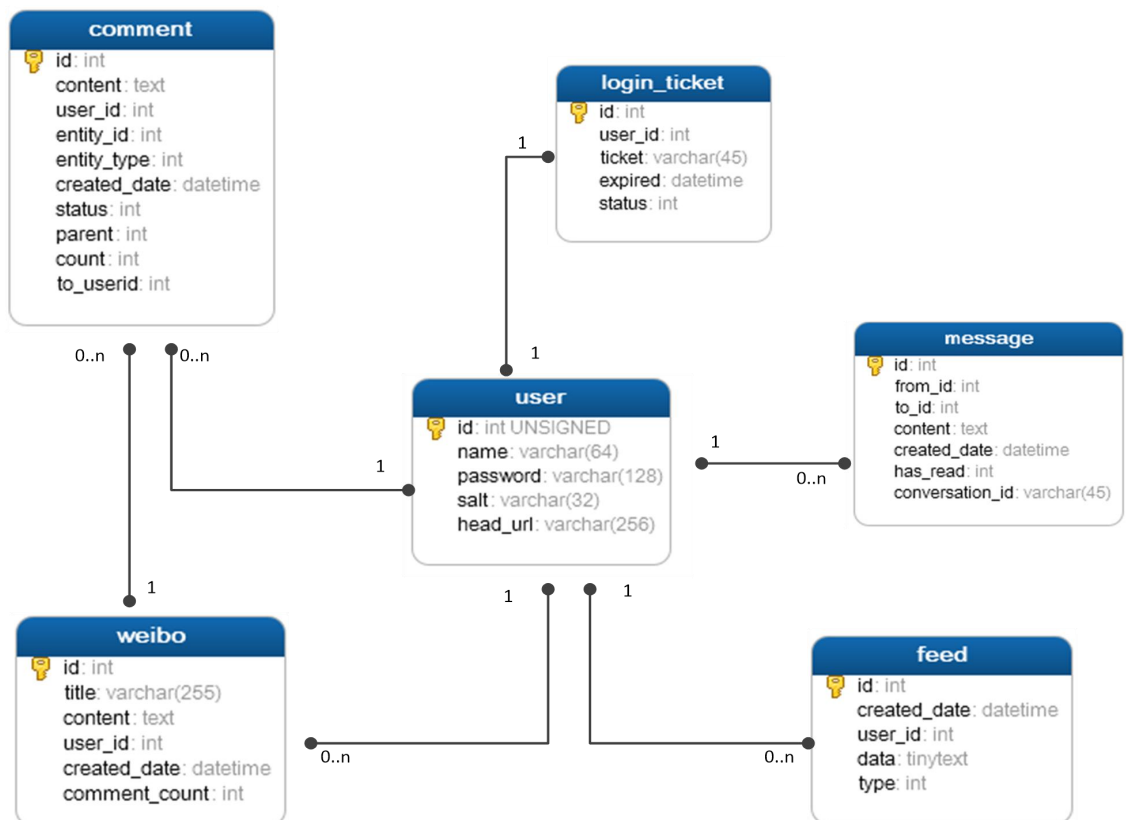 comment
id: int
content: text
user_id: int
entity_id: int
entity_type: int
created_date: datetime
status: int
parent: int
count: int
to_userid: int
login_ticket
id: int
user_id: int
ticket: varchar(45)
expired: datetime
status: int
1
1
0..n
0..n
message
id: int
from_id: int
to_id: int
content: text
created_date: datetime
has_read: int
conversation_id: varchar(45)
user
id: int UNSIGNED
name: varchar(64)
password: varchar(128)
salt: varchar(32)
head_url: varchar(256)
1
1
0..n
1
1
1
weibo
id: int
title: varchar(255)
content: text
user_id: int
created_date: datetime
comment_count: int
0..n
0..n
feed
id: int
created_date: datetime
user_id: int
data: tinytext
type: int